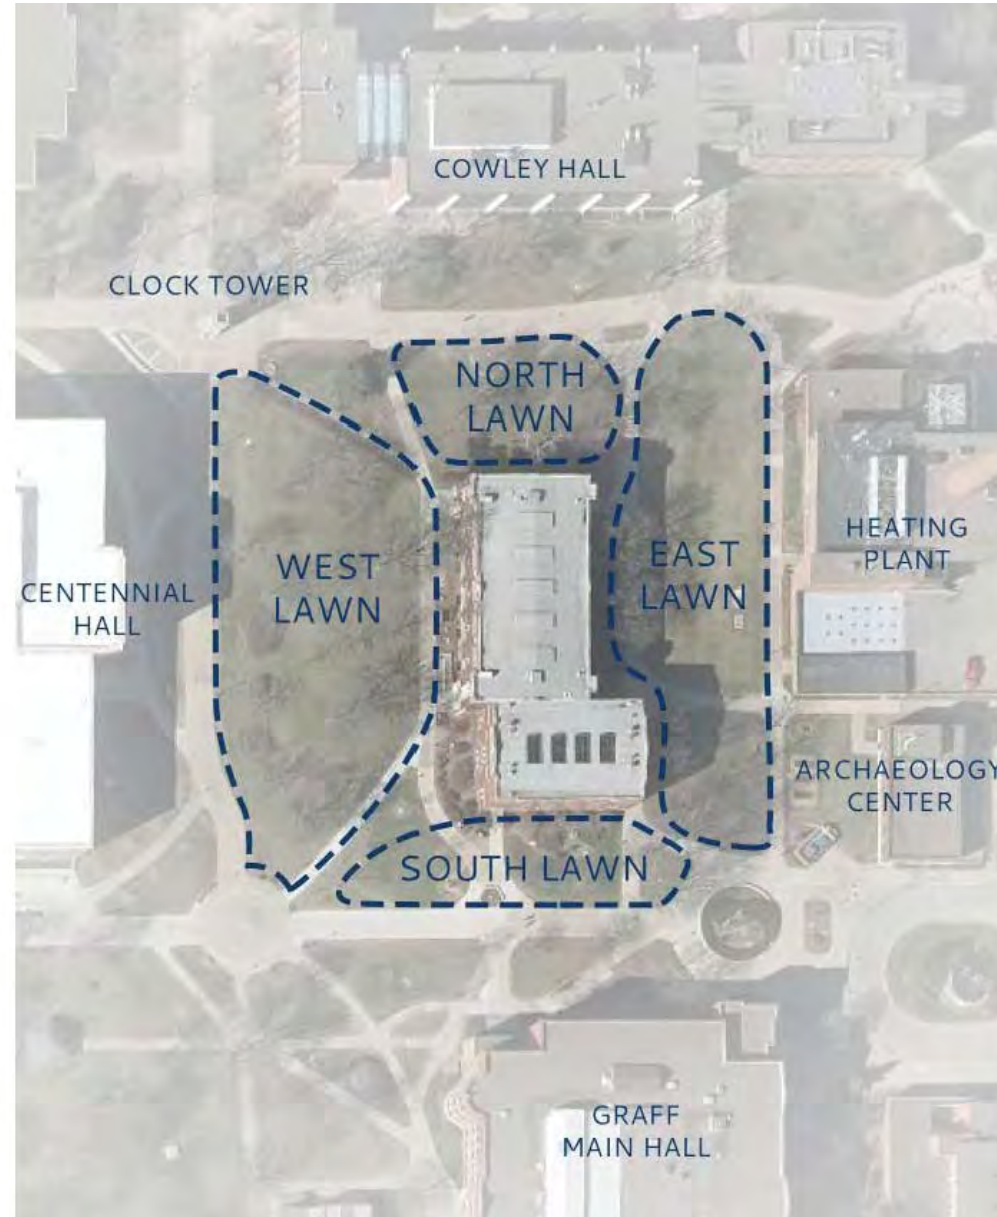 COWLEY HALL
CLOCK TOWER
NORTH
LAWN
WEST
LAWN
EAST
LAWN
HEATING
PLANT
CENTENNIAL
HALL
ARCHAEOLOGY
CENTER
SOUTH LAWN
GRAFF
MAIN HALL